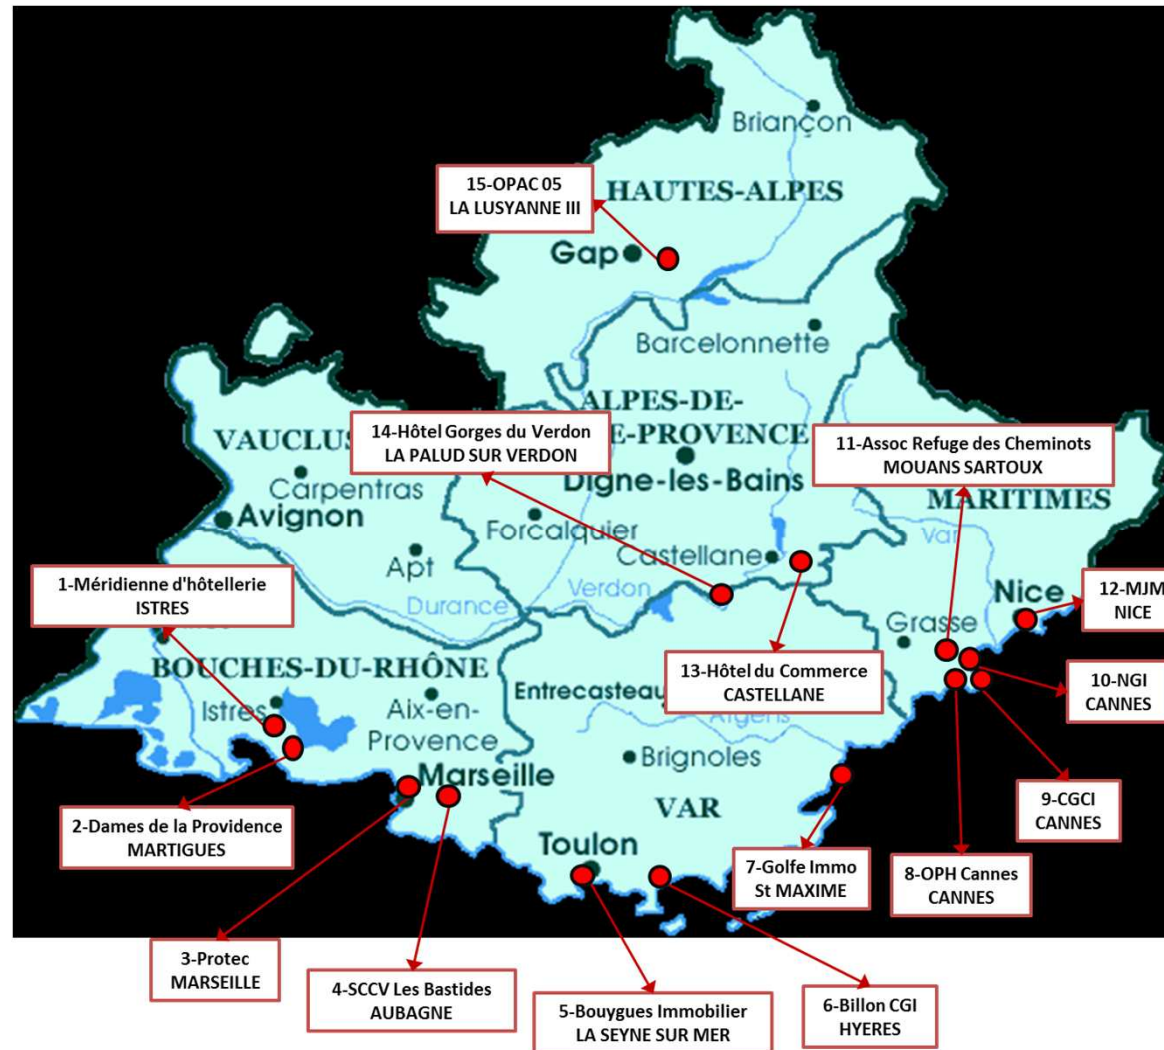 Briançon
15-OPAC 05
LA LUSYANNE III
HAUTES-ALPES
Gap
Barcelonnette
ALPES-DE-
E-PROVENCE
VAUCLUS
14-Hôtel Gorges du Verdon
LA PALUD SUR VERDON
11-Assoc Refuge des Cheminots
MOUANS SARTOUX
Digne-les-Bains
MARITIMES
Carpentras
Avignon
Forcalquier
Var
Apt
Castellane
1-Méridienne d'hôtellerie
ISTRES
Durance
Verdon
Nice
12-MJM
NICE
Grasse
BOUCHES-DU-RHÔNE
13-Hôtel du Commerce
CASTELLANE
10-NGI
CANNES
Istres
Aix-en-
Provence
Entrecasteau
Argens
Brignoles
Marseille
VAR
2-Dames de la Providence
MARTIGUES
9-CGCI
CANNES
Toulon
7-Golfe Immo
St MAXIME
8-OPH Cannes
CANNES
3-Protec
MARSEILLE
4-SCCV Les Bastides
AUBAGNE
5-Bouygues Immobilier
LA SEYNE SUR MER
6-Billon CGI
HYERES